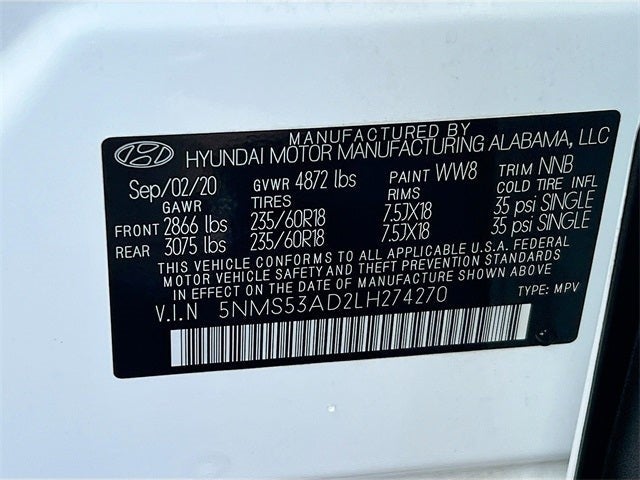 MANUFACTURED BY
HYUNDAI MOTOR MANUFACTURING ALABAMA, LLC
Sep/02/20 GVWR 4872 lbs PAINT WW8 TRIM NNB
GAWR TIRES RIMS COLD TIRE INFL
FRONT 2866 lbs 235/60R18 7.5JX18 35 psi SINGLE
REAR 3075 lbs 235/60R18 7.5JX18 35 psi SINGLE
THIS VEHICLE CONFORMS TO ALL APPLICABLE U.S.A. FEDERAL
MOTOR VEHICLE SAFETY BUMPER AND THEFT PREVENTION STANDARDS
IN EFFECT ON THE DATE OF MANUFACTURE SHOWN ABOVE
V.I.N 5NMS53AD2LH274270 TYPE: MPV